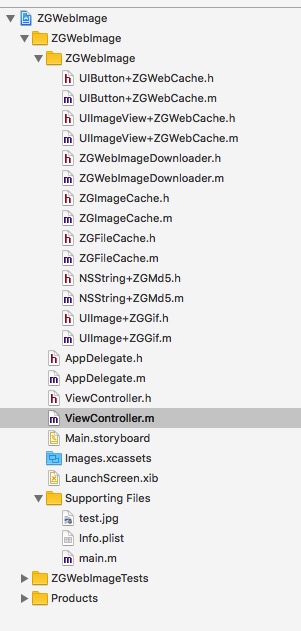 ZGWebImage
ZGWebImage
ZGWebImage
UIButton+ZGWebCache.h
UIButton+ZGWebCache.m
UIImageView+ZGWebCache.h
UIImageView+ZGWebCache.m
ZGWebImageDownloader.h
ZGWebImageDownloader.m
ZGImageCache.h
ZGImageCache.m
ZGFileCache.h
ZGFileCache.m
NSString+ZGMd5.h
NSString+ZGMd5.m
UIImage+ZGGif.h
UIImage+ZGGif.m
AppDelegate.h
AppDelegate.m
ViewController.h
ViewController.m
Main.storyboard
Images.xcassets
LaunchScreen.xib
Supporting Files
test.jpg
Info.plist
main.m
ZGWebImageTests
Products